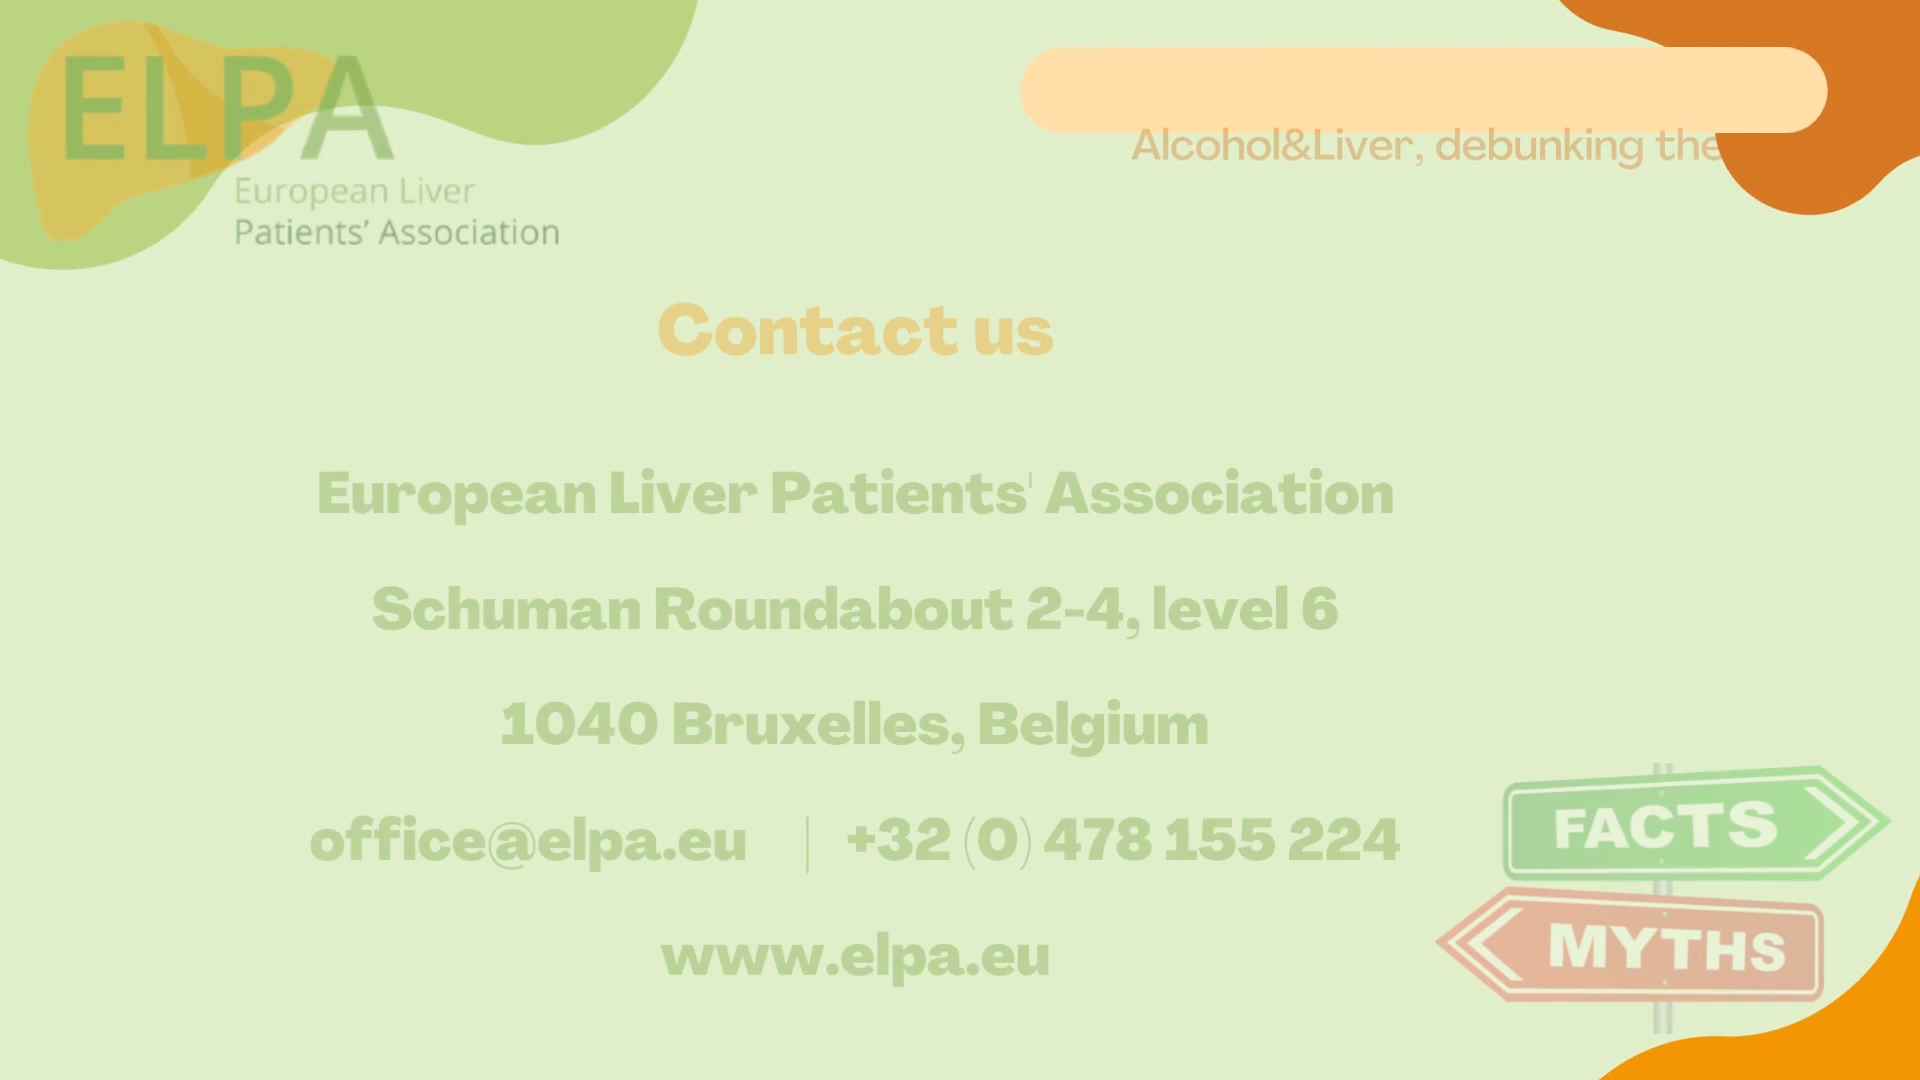 ELPA
European Liver
Patients’ Association
Alcohol&Liver, debunking the
Contact us
European Liver Patients' Association
Schuman Roundabout 2-4, level 6
1040 Bruxelles, Belgium
office@elpa.eu | +32 (0) 478 155 224
www.elpa.eu
FACTS
MYTHS